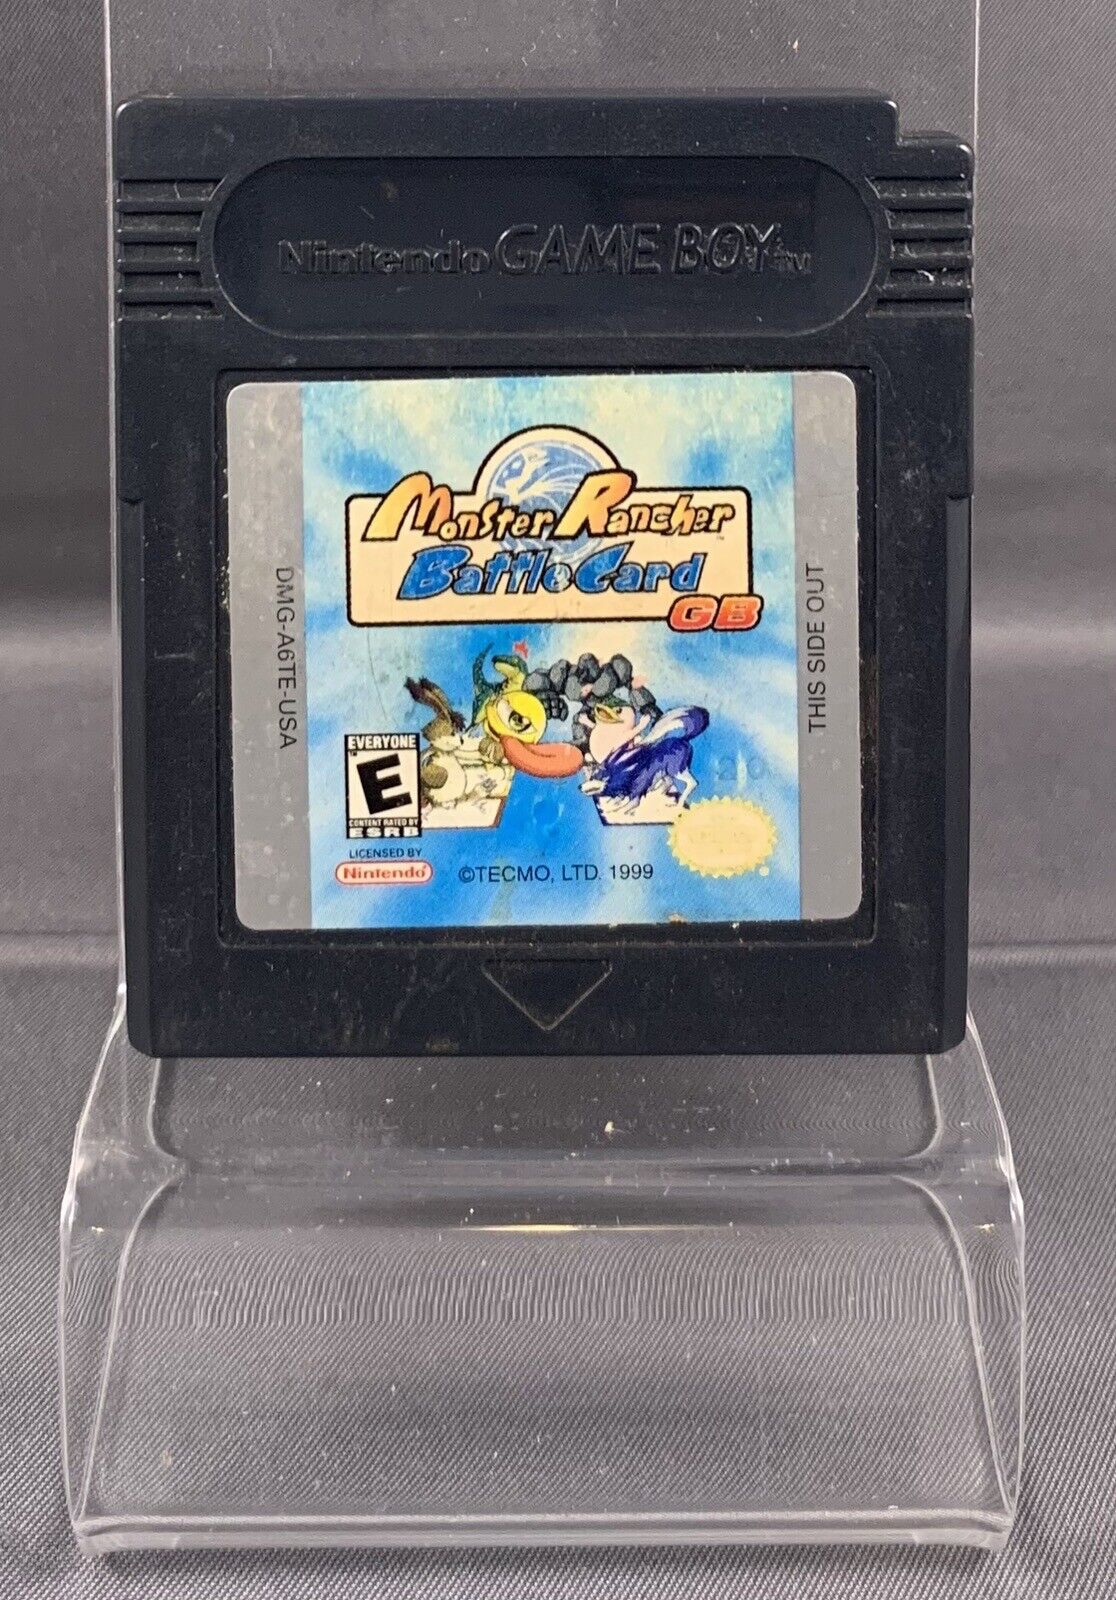 Nintendo GAME BOY TM
Monster Rancher
Battle Card
GB
DMG-A6TE-USA
THIS SIDE OUT
EVERYONE
E
CONTENT RATED BY
ESRB
LICENSED BY
Nintendo
©TECMO, LTD. 1999